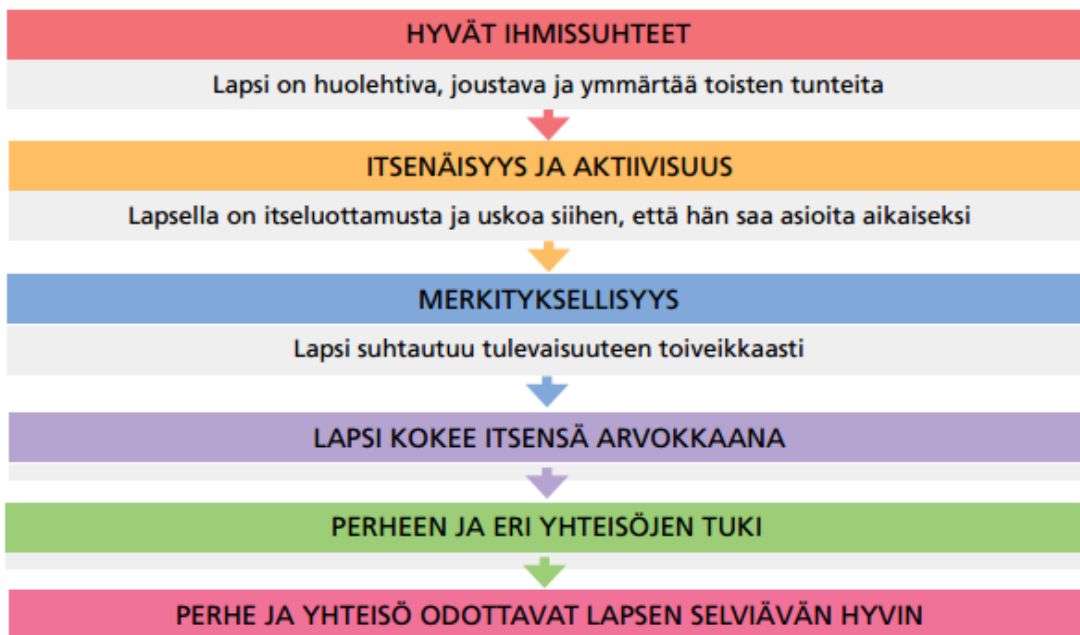 HYVÄT IHMISSUHTEET
Lapsi on huolehtiva, joustava ja ymmärtää toisten tunteita
ITSENÄISYYS JA AKTIIVISUUS
Lapsella on itseluottamusta ja uskoa siihen, että hän saa asioita aikaiseksi
MERKITYKSELLISYYS
Lapsi suhtautuu tulevaisuuteen toiveikkaasti
LAPSI KOKEE ITSENSÄ ARVOKKAANA
PERHEEN JA ERI YHTEISÖJEN TUKI
PERHE JA YHTEISÖ ODOTTAVAT LAPSEN SELVIÄVÄN HYVIN